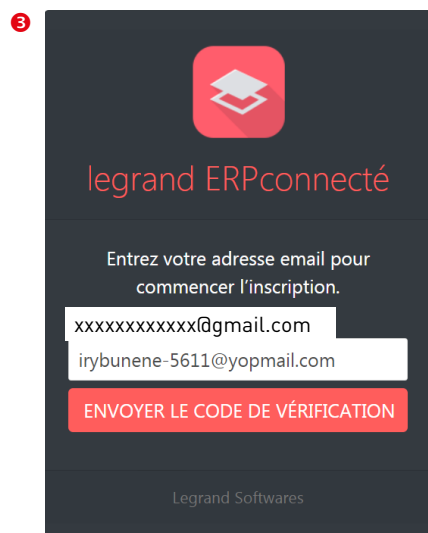 3
legrand ERPconnecté
Entrez votre adresse email pour
commencer l'inscription.
xxxxxxxxxxxx@gmail.com
irybunene-5611@yopmail.com
ENVOYER LE CODE DE VÉRIFICATION
Legrand Softwares